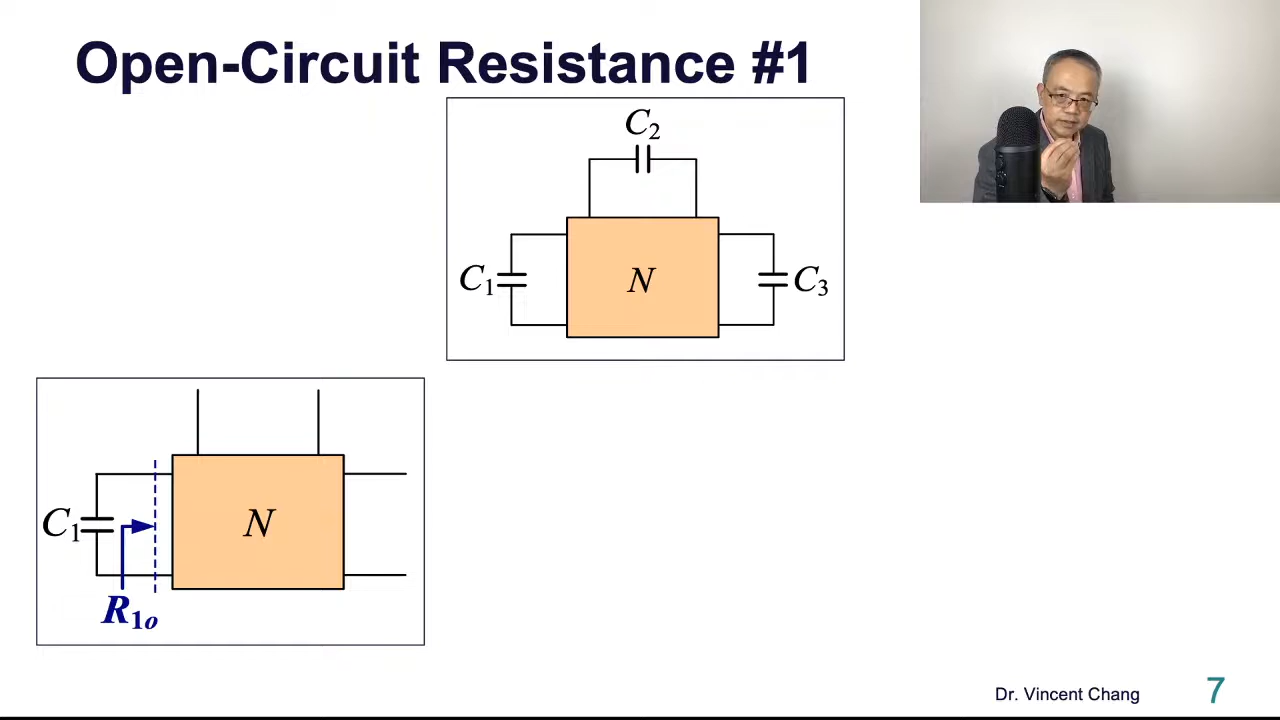 Open-Circuit Resistance #1
C₂
C₁
N
C₃
C₁
N
R₁ₒ
Dr. Vincent Chang
7